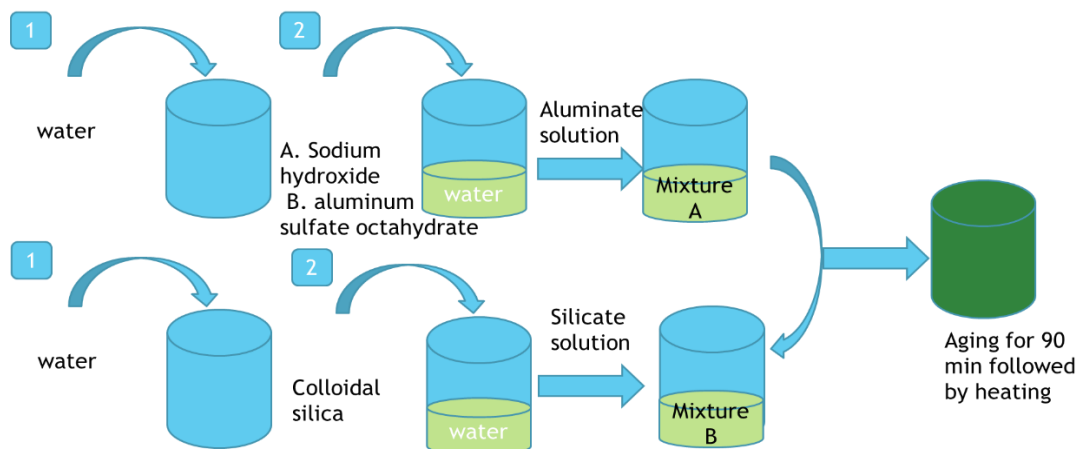 1
water
2
A. Sodium
hydroxide
B. aluminum
sulfate octahydrate
water
Aluminate
solution
Mixture
A
1
water
2
Colloidal
silica
water
Silicate
solution
Mixture
B
Aging for 90
min followed
by heating